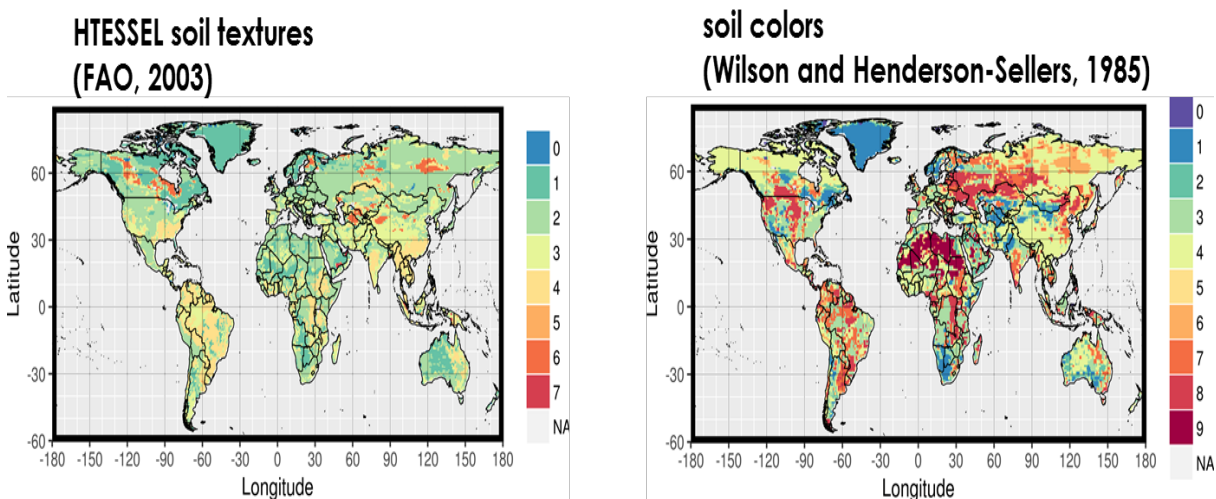 HTESSEL soil textures
(FAO, 2003)
Latitude
60
30
0
-30
-60
-180 -150 -120 -90 -60 -30 0 30 60 90 120 150 180
Longitude
0
1
2
3
4
5
6
7
NA
soil colors
(Wilson and Henderson-Sellers, 1985)
Latitude
60
30
0
-30
-60
-180 -150 -120 -90 -60 -30 0 30 60 90 120 150 180
Longitude
0
1
2
3
4
5
6
7
8
9
NA